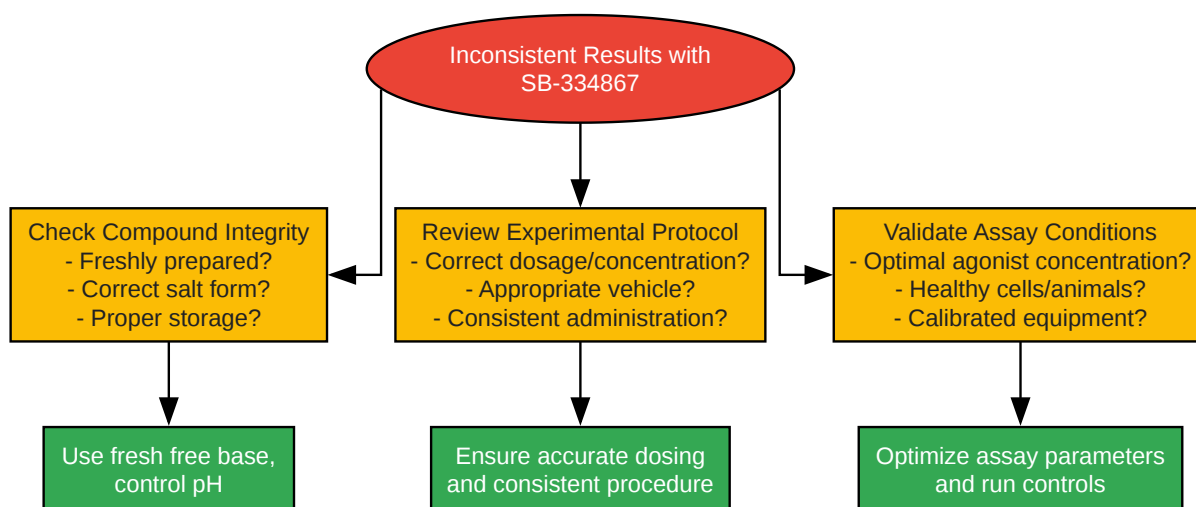 Inconsistent Results with
SB-334867
Check Compound Integrity
- Freshly prepared?
- Correct salt form?
- Proper storage?
Review Experimental Protocol
- Correct dosage/concentration?
- Appropriate vehicle?
- Consistent administration?
Validate Assay Conditions
- Optimal agonist concentration?
- Healthy cells/animals?
- Calibrated equipment?
Use fresh free base,
control pH
Ensure accurate dosing
and consistent procedure
Optimize assay parameters
and run controls